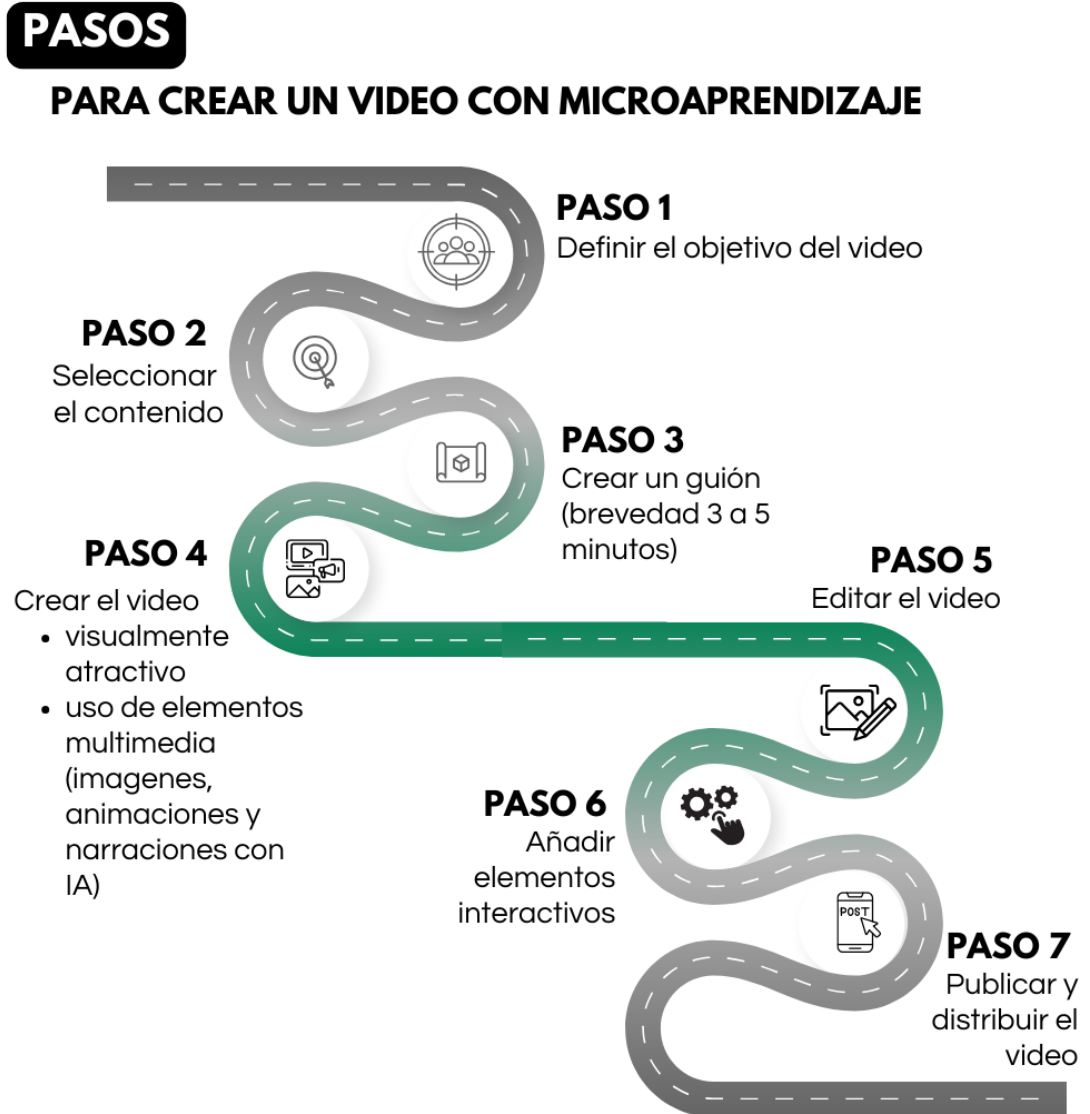 PASOS
PARA CREAR UN VIDEO CON MICROAPRENDIZAJE
PASO 1
Definir el objetivo del video
PASO 2
Seleccionar
el contenido
PASO 3
Crear un guión
(brevedad 3 a 5
minutos)
PASO 4
Crear el video
• visualmente
atractivo
• uso de elementos
multimedia
(imagenes,
animaciones y
narraciones con
IA)
PASO 5
Editar el video
PASO 6
Añadir
elementos
interactivos
POST
PASO 7
Publicar y
distribuir el
video